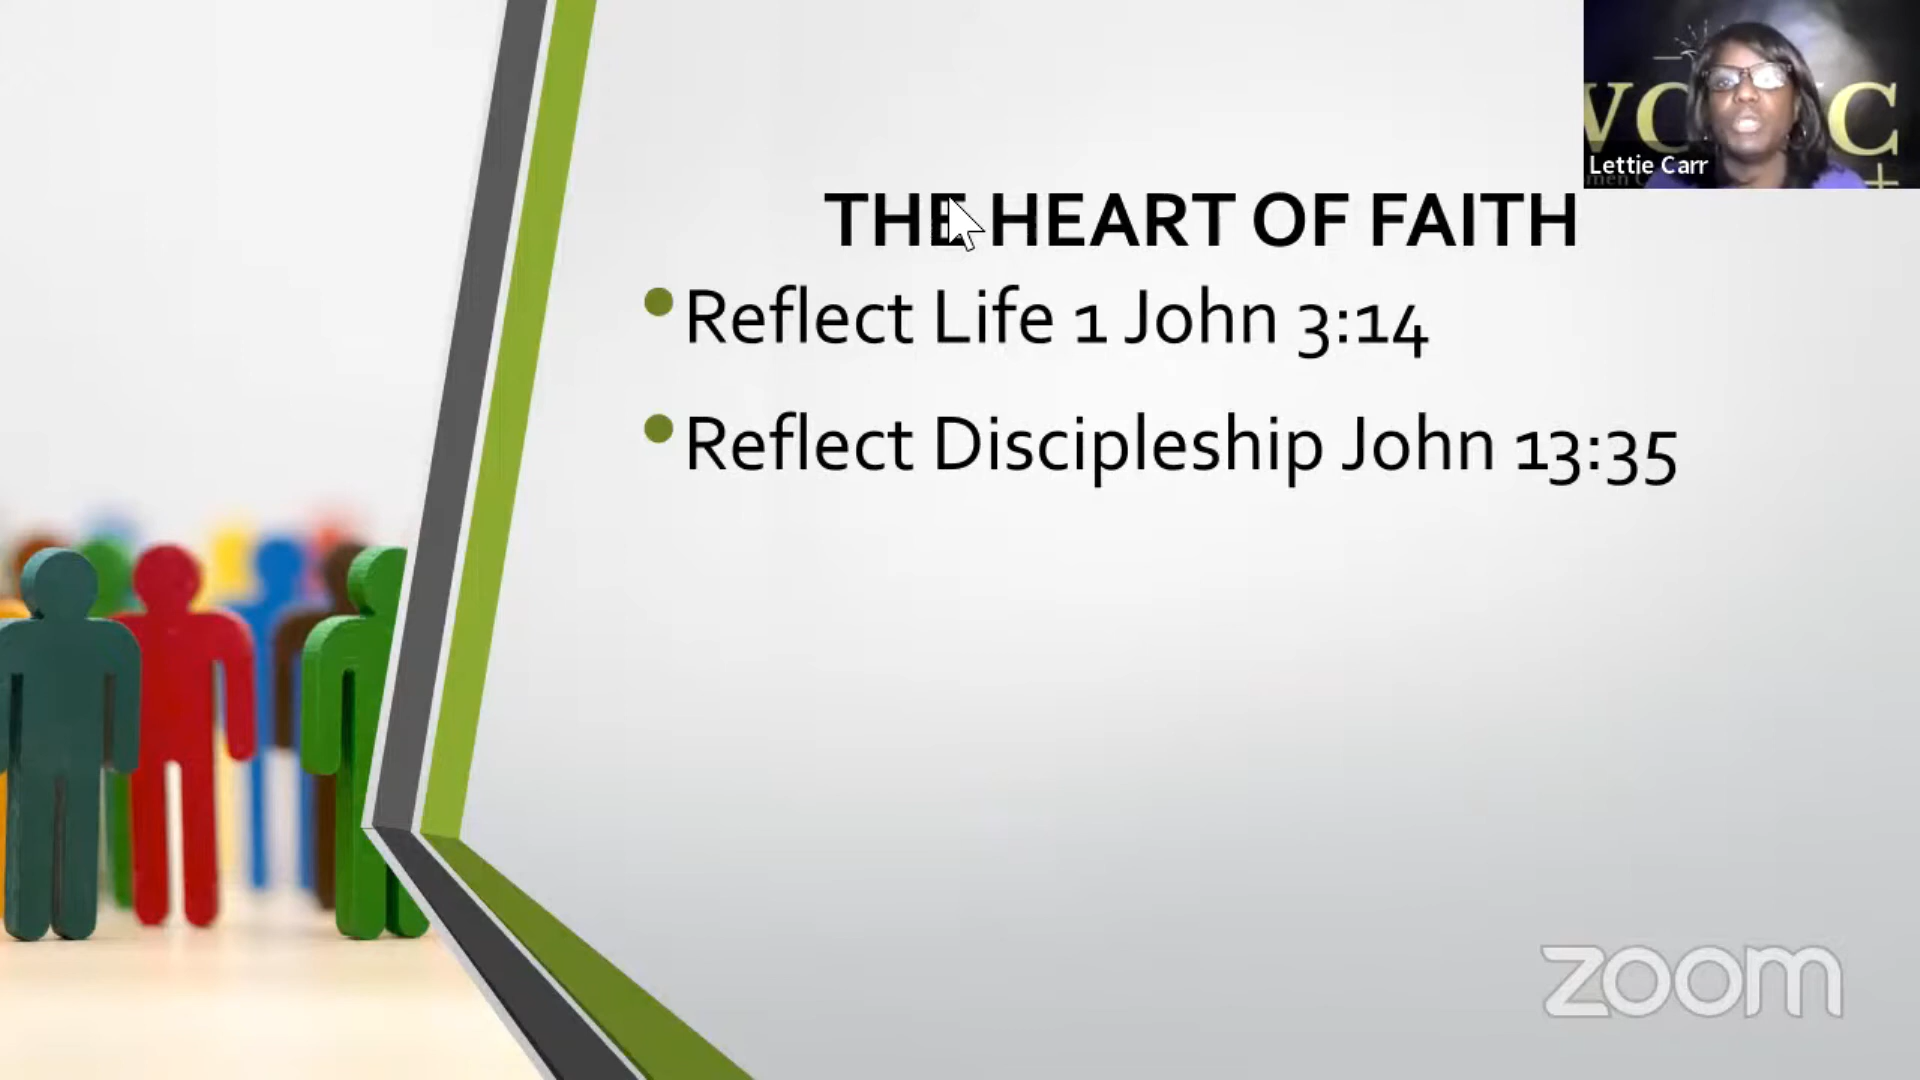 THE HEART OF FAITH
Reflect Life 1 John 3:14
Reflect Discipleship John 13:35
Lettie Carr
zoom